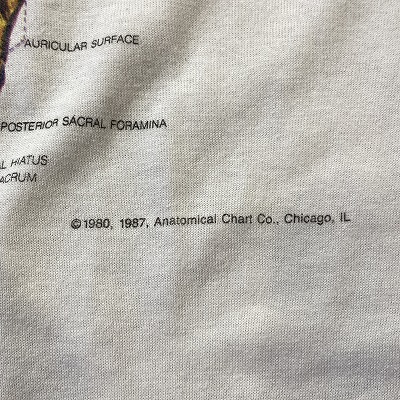 AURICULAR SURFACE
POSTERIOR SACRAL FORAMINA
HIATUS
© 1980, 1987, Anatomical Chart Co., Chicago, IL